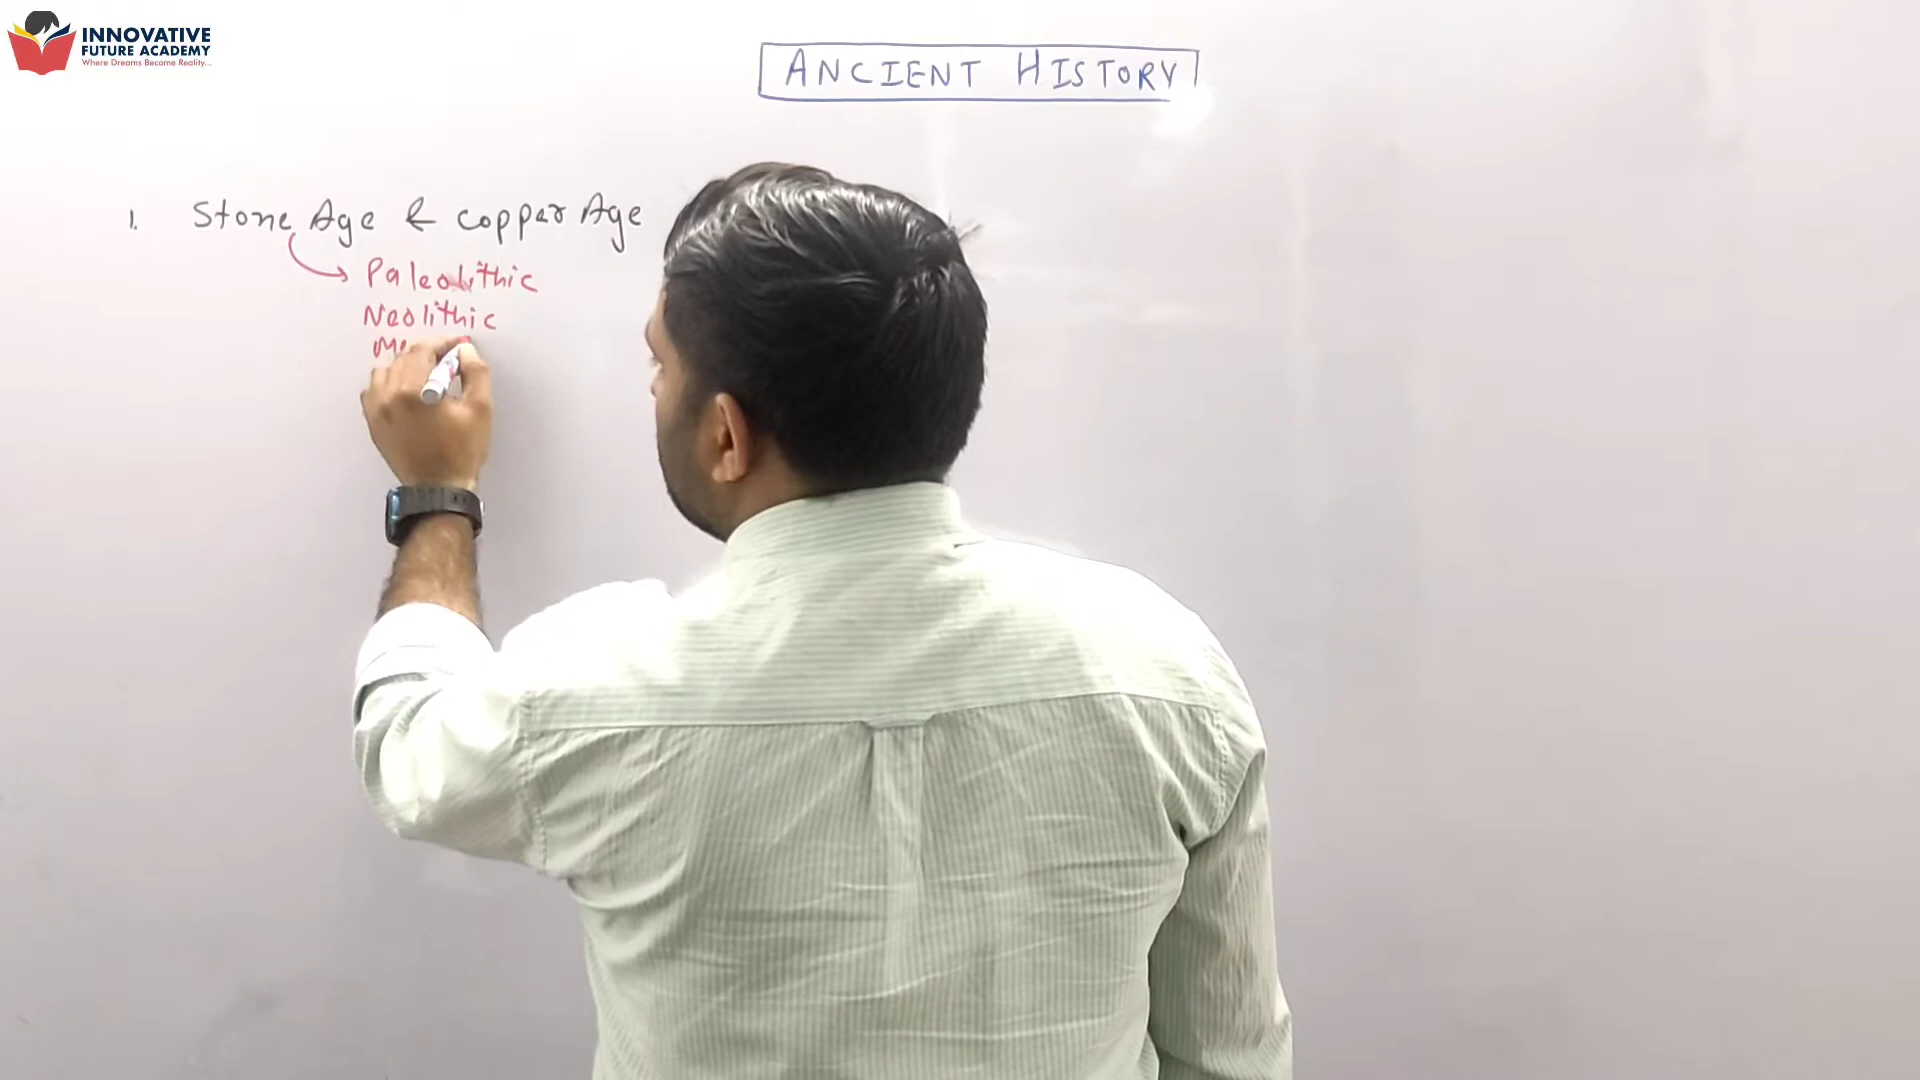 INNOVATIVE
FUTURE ACADEMY
Where Dreams Become Reality...
ANCIENT HISTORY
1. Stone Age & Copper Age
Paleolithic
Neolithic